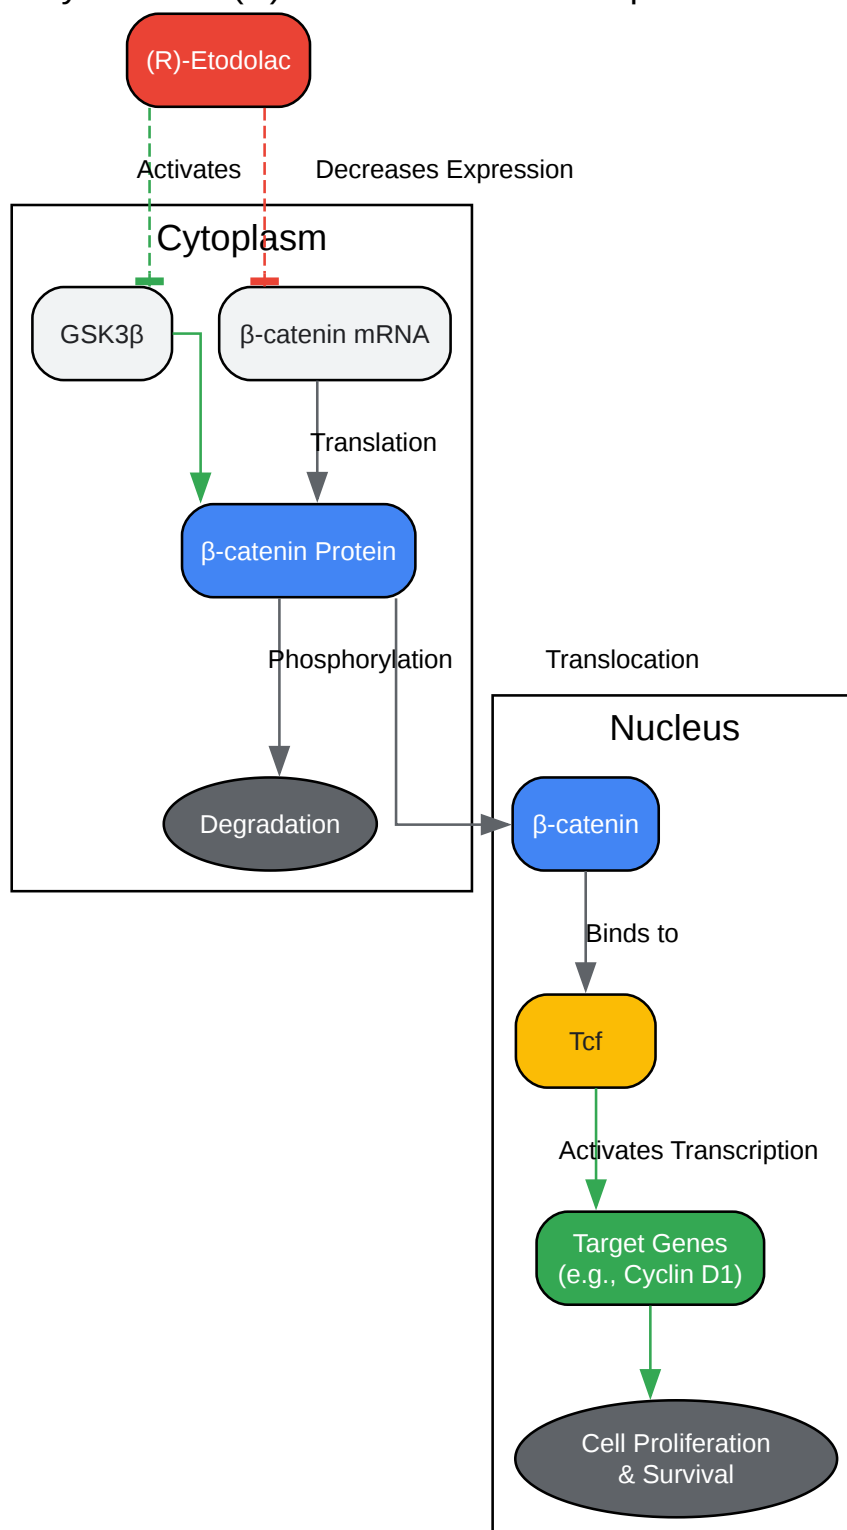 (R)-Etodolac
Activates
Decreases Expression
Cytoplasm
GSK3β
β-catenin mRNA
Translation
β-catenin Protein
Phosphorylation
Translocation
Nucleus
Degradation
β-catenin
Binds to
Tcf
Activates Transcription
Target Genes
(e.g., Cyclin D1)
Cell Proliferation
& Survival